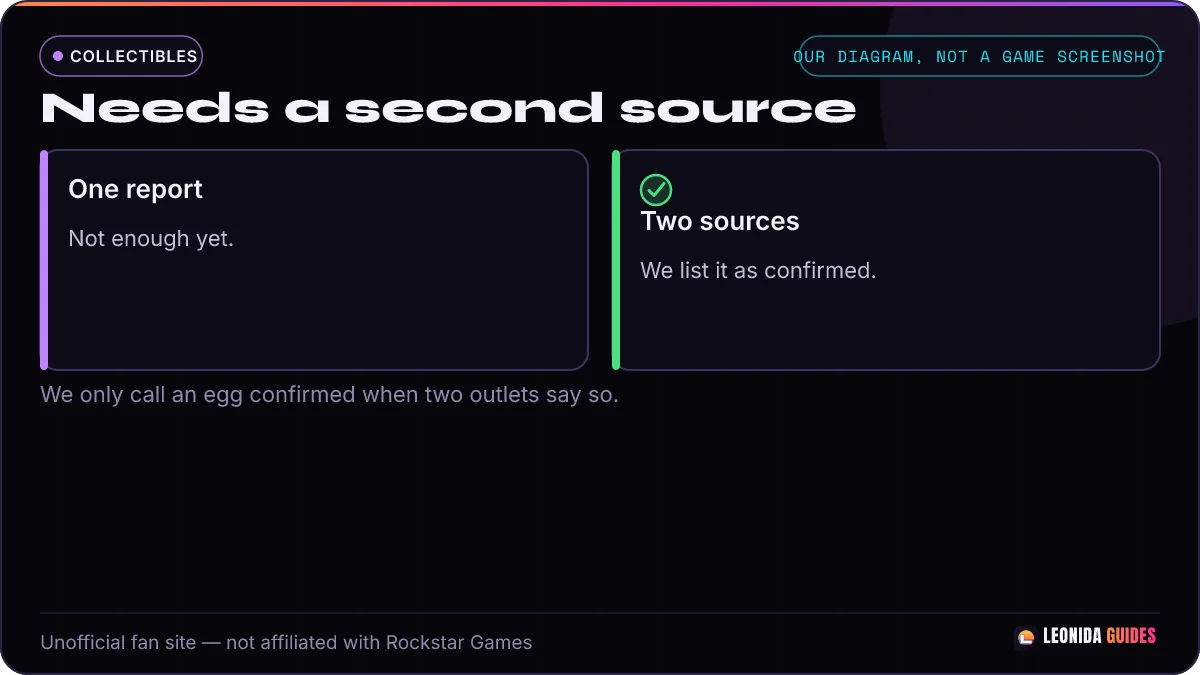 COLLECTIBLES
OUR DIAGRAM, NOT A GAME SCREENSHOT
Needs a second source
One report
Not enough yet.
Two sources
We list it as confirmed.
We only call an egg confirmed when two outlets say so.
Unofficial fan site — not affiliated with Rockstar Games
LEONIDA GUIDES